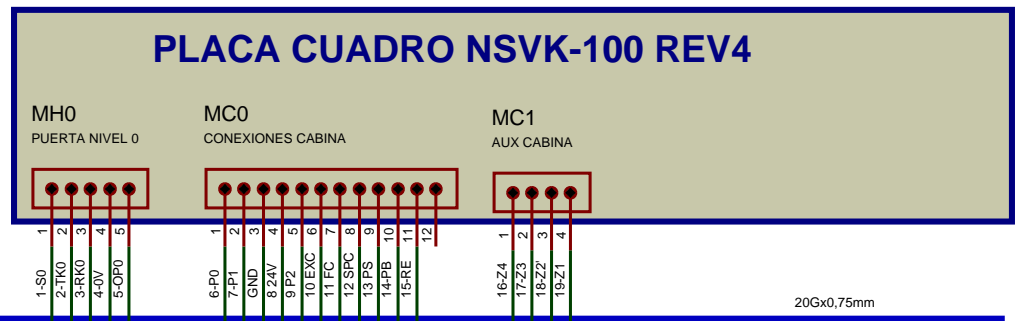 PLACA CUADRO NSVK-100 REV4
MH0
PUERTA NIVEL 0
MC0
CONEXIONES CABINA
MC1
AUX CABINA
1
2
3
4
5
1
2
3
4
5
6
7
8
9
10
11
12
1
2
3
4
1-S0
2-TK0
3-RK0
4-0V
5-OP0
6-P0
7-P1
GND
8 24V
9 P2
10 EXC
11 FC
12 SPC
13 PS
14-PB
15-RE
16-Z4
17-Z3
18-Z2'
19-Z1
20Gx0,75mm